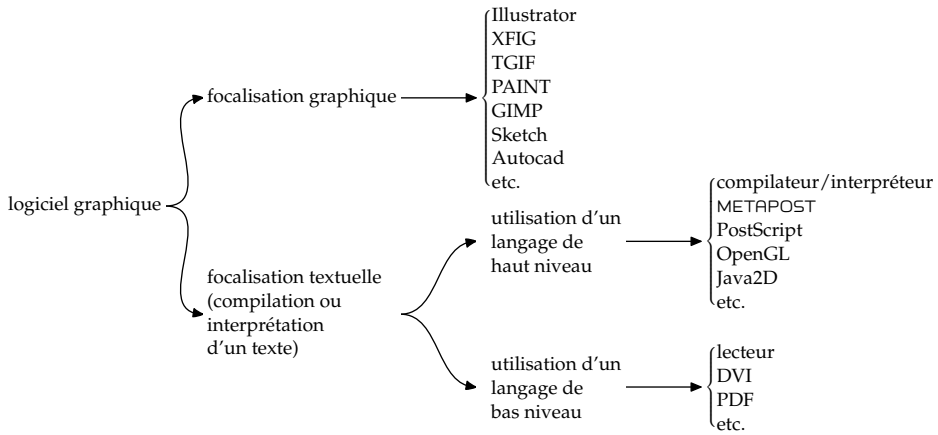 logiciel graphique
focalisation graphique
Illustrator
XFIG
TGIF
PAINT
GIMP
Sketch
Autocad
etc.
focalisation textuelle
(compilation ou
interprétation
d’un texte)
utilisation d’un
langage de
haut niveau
compilateur/interpréteur
METAPOST
PostScript
OpenGL
Java2D
etc.
utilisation d’un
langage de
bas niveau
lecteur
DVI
PDF
etc.